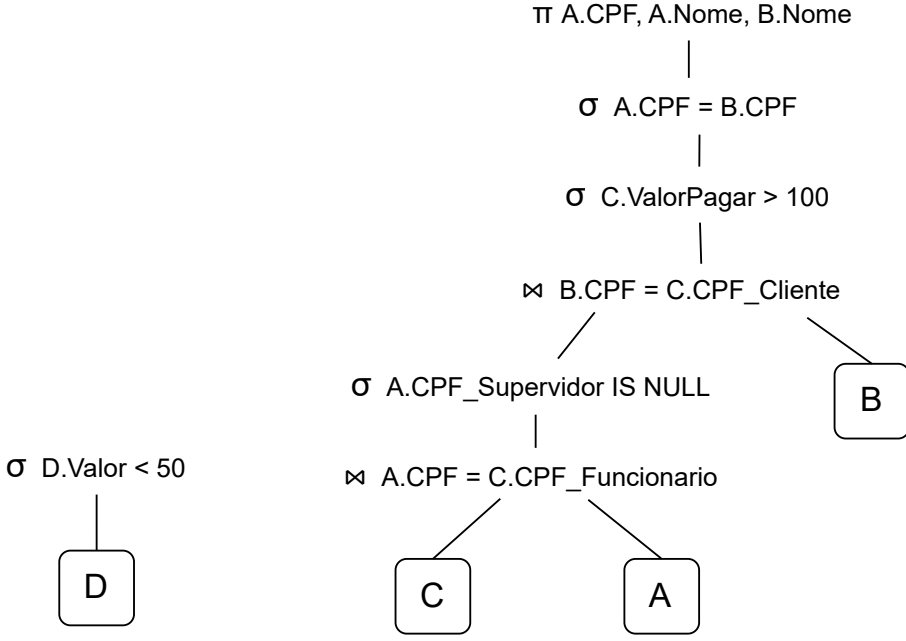 π A.CPF, A.Nome, B.Nome
σ A.CPF = B.CPF
σ C.ValorPagar > 100
⋈ B.CPF = C.CPF_Cliente
σ A.CPF_Supervidor IS NULL
B
σ D.Valor < 50
⋈ A.CPF = C.CPF_Funcionario
D
C
A